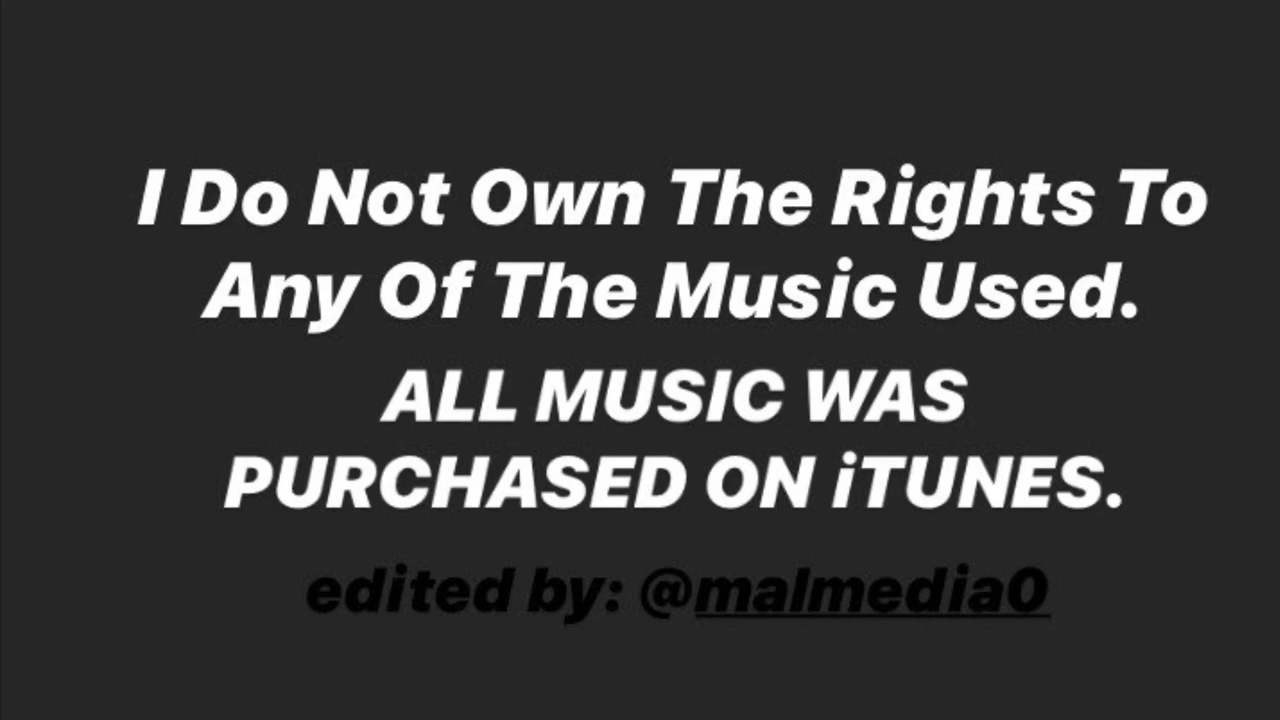 I Do Not Own The Rights To
Any Of The Music Used.
ALL MUSIC WAS
PURCHASED ON iTUNES.
edited by: @malmedia0